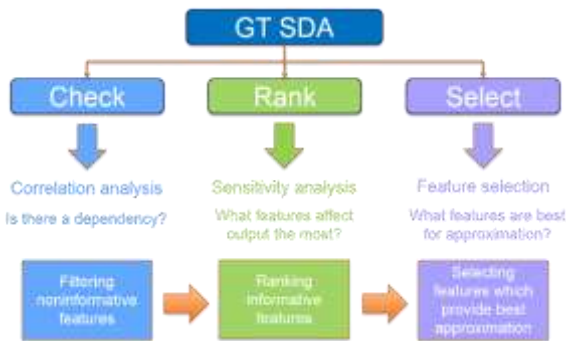 GT SDA
Check
Rank
Select
Correlation analysis
Is there a dependency?
Sensitivity analysis
What features affect
output the most?
Feature selection
What features are best
for approximation?
Filtering
noninformative
features
Ranking
informative
features
Selecting
features which
provide best
approximation